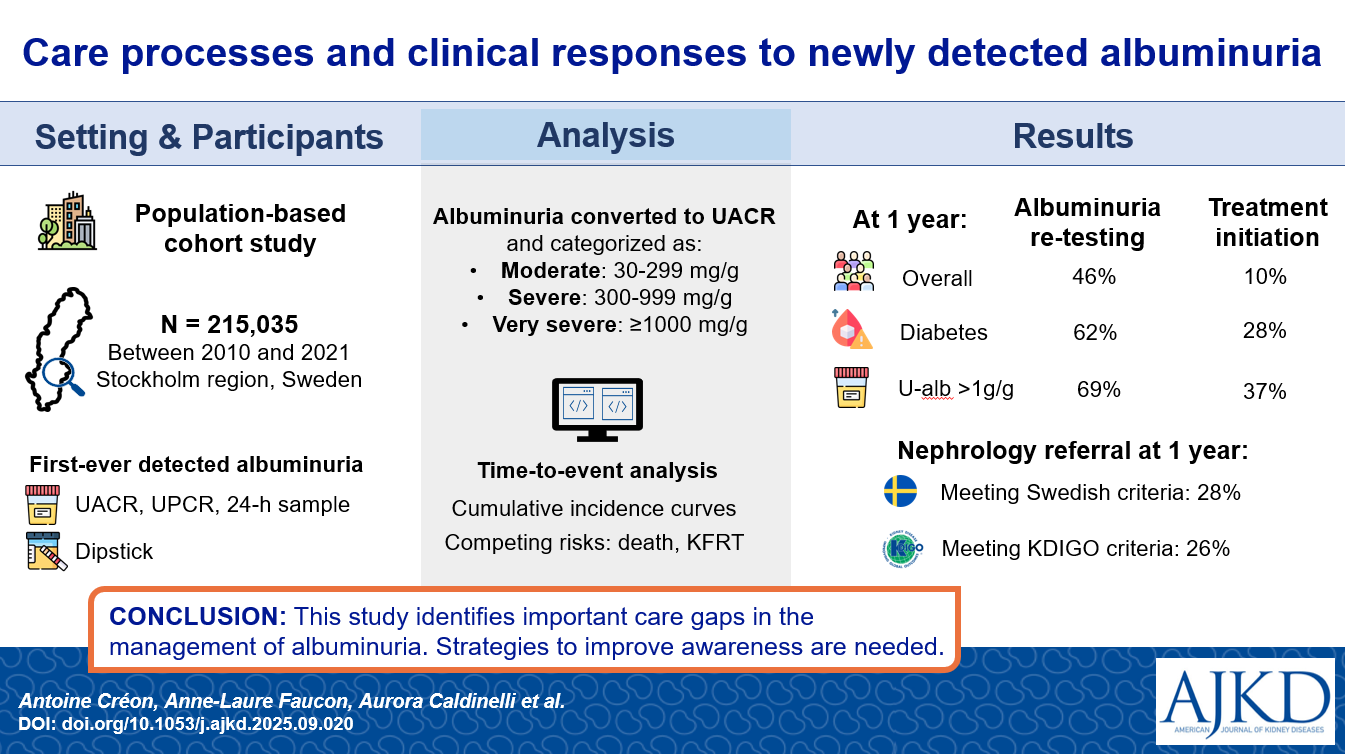 Care processes and clinical responses to newly detected albuminuria
Setting & Participants
Population-based
cohort study
N = 215,035
Between 2010 and 2021
Stockholm region, Sweden
First-ever detected albuminuria
UACR, UPCR, 24-h sample
Dipstick
Analysis
Albuminuria converted to UACR
and categorized as:
• Moderate: 30-299 mg/g
• Severe: 300-999 mg/g
• Very severe: ≥1000 mg/g
Time-to-event analysis
Cumulative incidence curves
Competing risks: death, KFRT
Results
At 1 year: Albuminuria re-testing Treatment initiation
Overall 46% 10%
Diabetes 62% 28%
U-alb >1g/g 69% 37%
Nephrology referral at 1 year:
Meeting Swedish criteria: 28%
KDIGO
Meeting KDIGO criteria: 26%
CONCLUSION: This study identifies important care gaps in the
management of albuminuria. Strategies to improve awareness are needed.
Antoine Créon, Anne-Laure Faucon, Aurora Caldinelli et al.
DOI: doi.org/10.1053/j.ajkd.2025.09.020
AJKD
AMERICAN JOURNAL OF KIDNEY DISEASES